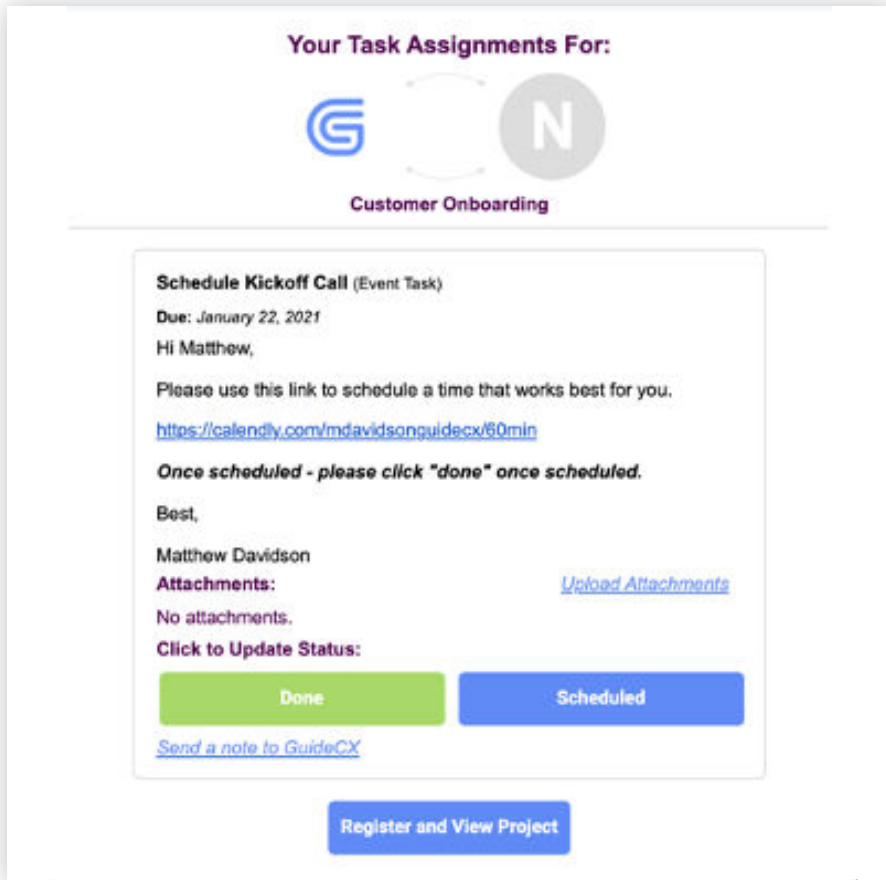 Your Task Assignments For:
N
Customer Onboarding
Schedule Kickoff Call (Event Task)
Due: January 22, 2021
Hi Matthew,
Please use this link to schedule a time that works best for you.
https://calendly.com/mdavidsonguidecx/60min
Once scheduled - please click "done" once scheduled.
Best,
Matthew Davidson
Attachments: Upload Attachments
No attachments.
Click to Update Status:
Done Scheduled
Send a note to GuideCX
Register and View Project